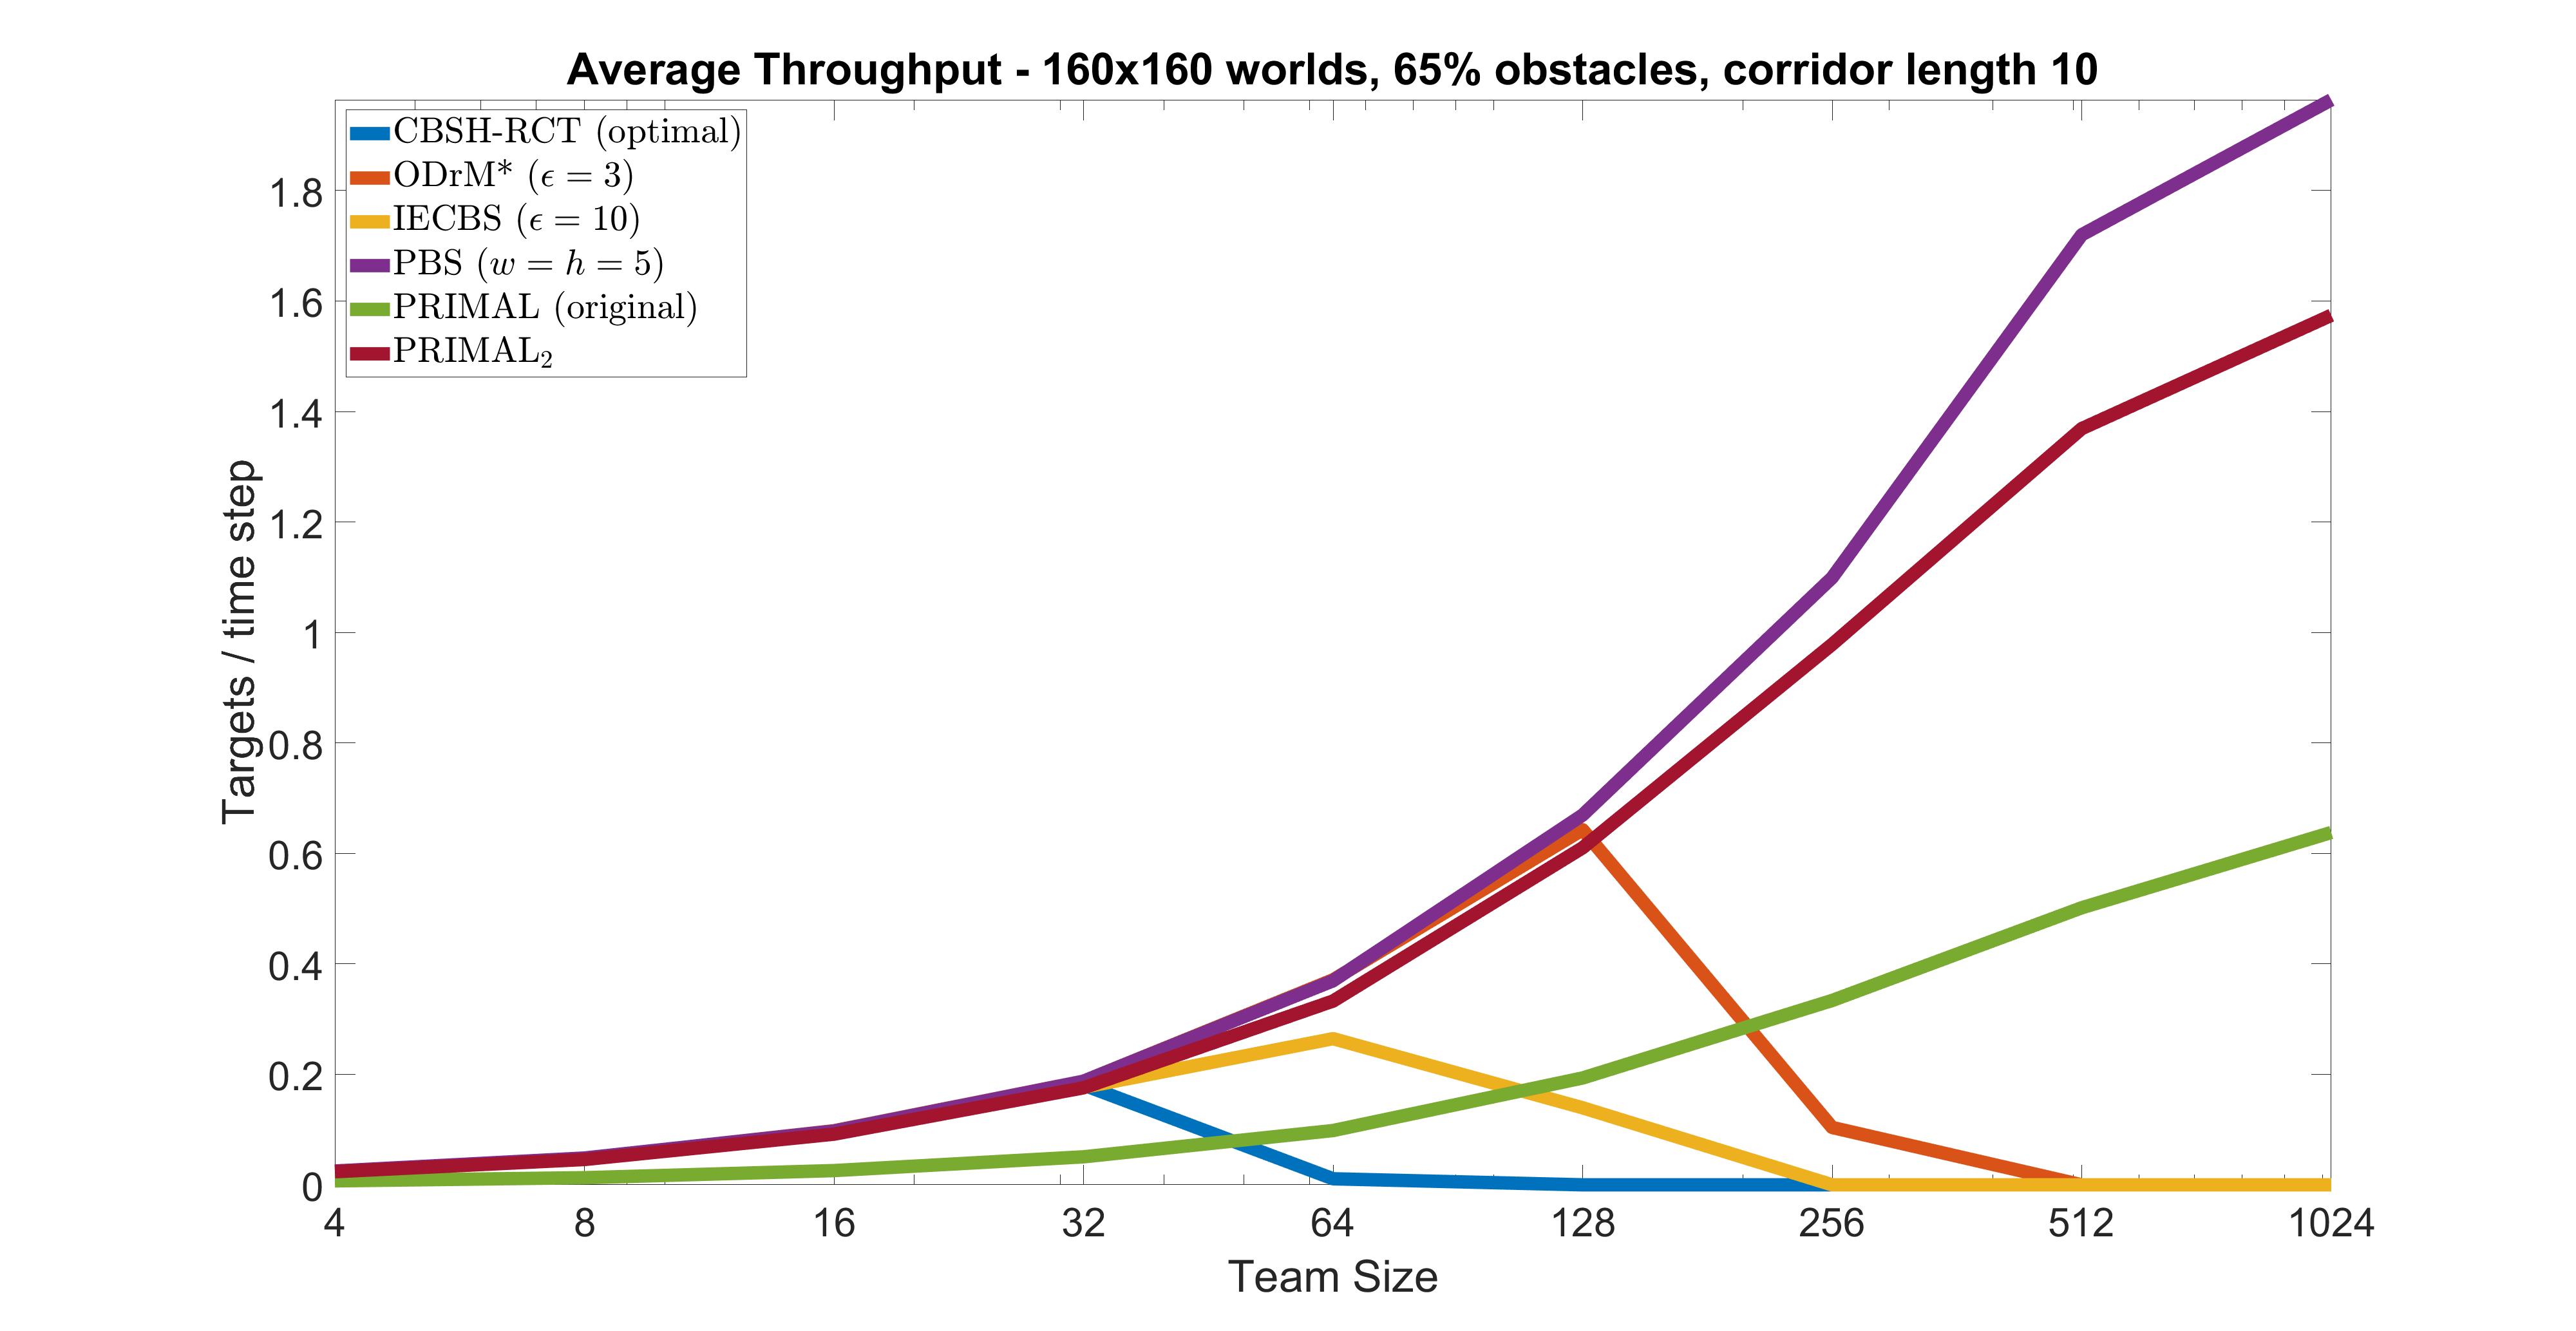 Average Throughput - 160x160 worlds, 65% obstacles, corridor length 10
CBSH-RCT (optimal)
ODrM* (ϵ = 3)
IECBS (ϵ = 10)
PBS (w = h = 5)
PRIMAL (original)
PRIMAL₂
Targets / time step
1.8
1.6
1.4
1.2
1
0.8
0.6
0.4
0.2
0
4 8 16 32 64 128 256 512 1024
Team Size